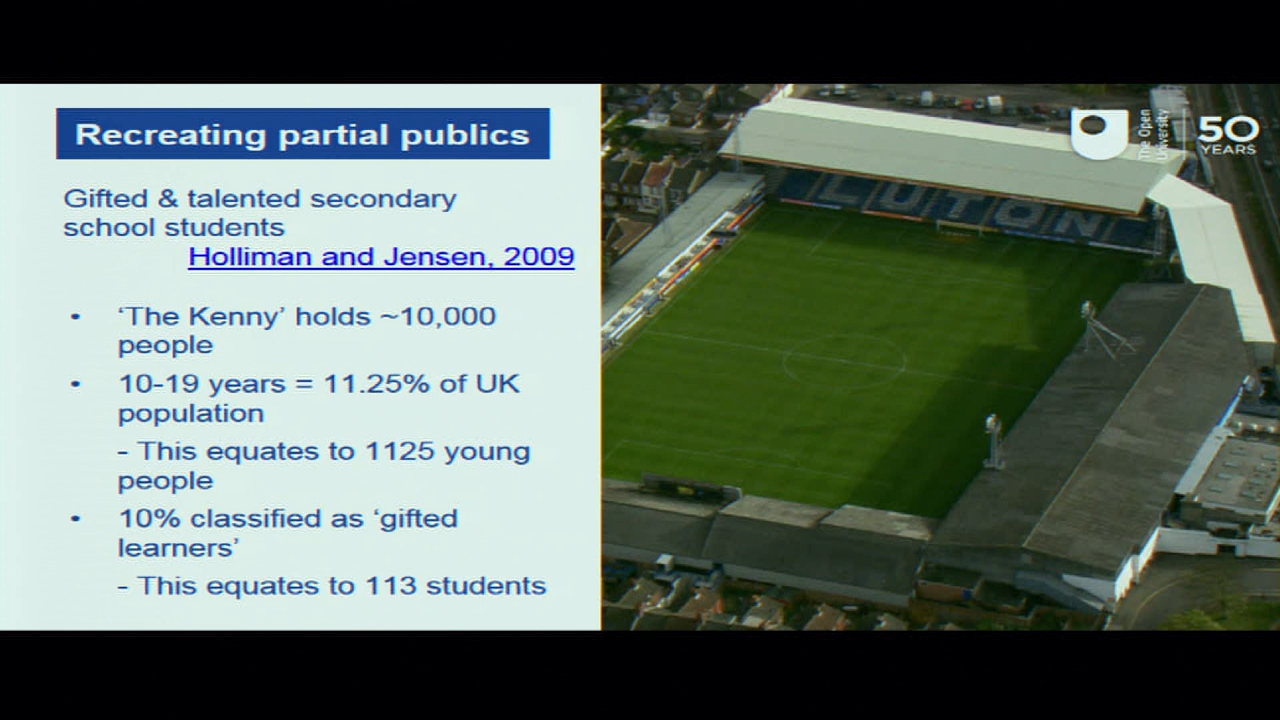 Recreating partial publics
Gifted & talented secondary
school students
Holliman and Jensen, 2009
• ‘The Kenny’ holds ~10,000
people
• 10-19 years = 11.25% of UK
population
- This equates to 1125 young
people
• 10% classified as ‘gifted
learners’
- This equates to 113 students
LUTON
The Open
University
50
YEARS